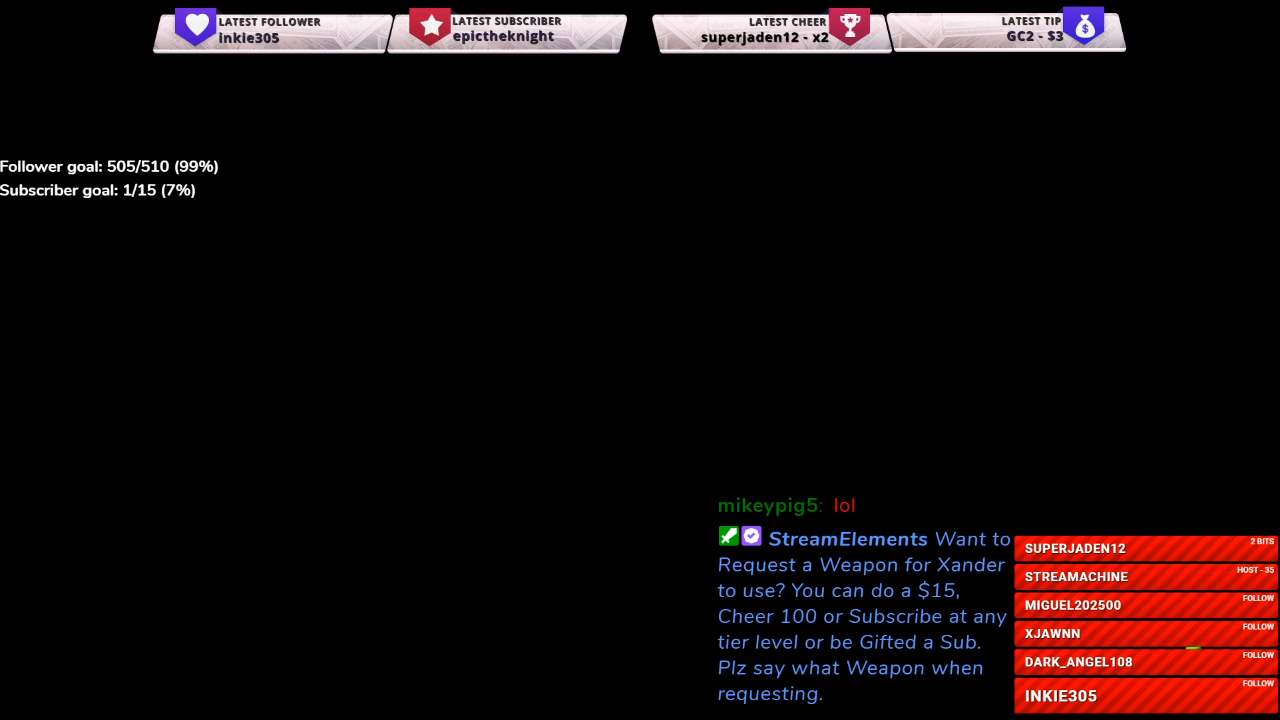 LATEST FOLLOWER
inkie305
LATEST SUBSCRIBER
epictheknight
LATEST CHEER
superjaden12 - x2
LATEST TIP
GC2 - $3
Follower goal: 505/510 (99%)
Subscriber goal: 1/15 (7%)
mikeypig5: lol
StreamElements Want to
Request a Weapon for Xander
to use? You can do a $15,
Cheer 100 or Subscribe at any
tier level or be Gifted a Sub.
Plz say what Weapon when
requesting.
SUPERJADEN12 2 BITS
STREAMACHINE HOST - 35
MIGUEL202500 FOLLOW
XJAWNN FOLLOW
DARK_ANGEL108 FOLLOW
INKIE305 FOLLOW